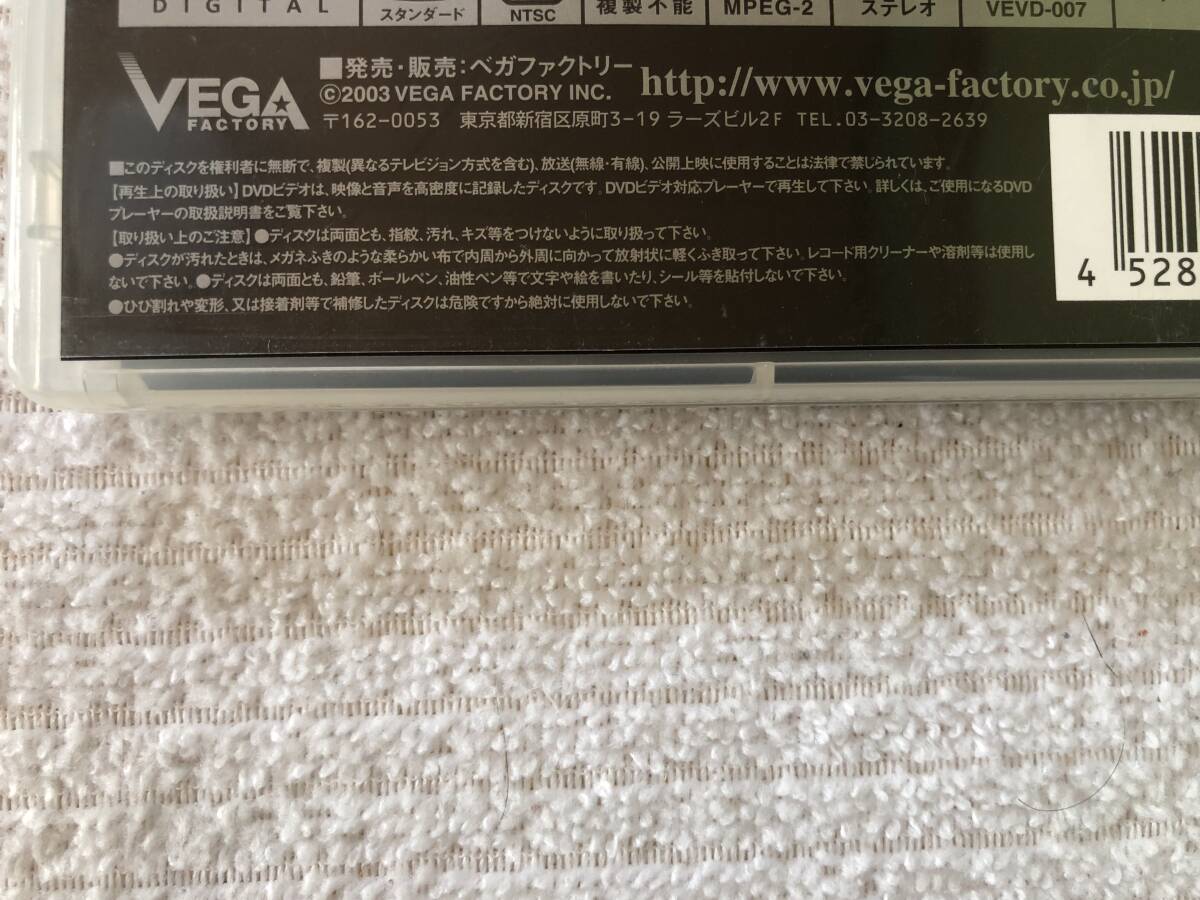 DIGITAL スタンダード NTSC 複製不能 MPEG-2 ステレオ VEVD-007
VEGA FACTORY
■発売・販売：ベガファクトリー http://www.vega-factory.co.jp/
©2003 VEGA FACTORY INC.
〒162-0053 東京都新宿区原町3-19 ラーズビル2F TEL.03-3208-2639
■このディスクを権利者に無断で、複製(異なるテレビジョン方式を含む)、放送(無線・有線)、公開上映に使用することは法律で禁じられています。
【再生上の取り扱い】DVDビデオは、映像と音声を高密度に記録したディスクです。DVDビデオ対応プレーヤーで再生して下さい。詳しくは、ご使用になるDVD
プレーヤーの取扱説明書をご覧下さい。
【取り扱い上のご注意】●ディスクは両面とも、指紋、汚れ、キズ等をつけないように取り扱って下さい。
●ディスクが汚れたときは、メガネふきのような柔らかい布で内周から外周に向かって放射状に軽くふき取って下さい。レコード用クリーナーや溶剤等は使用し
ないで下さい。●ディスクは両面とも、鉛筆、ボールペン、油性ペン等で文字や絵を書いたり、シール等を貼付しないで下さい。
●ひび割れや変形、又は接着剤等で補修したディスクは危険ですから絶対に使用しないで下さい。
4 528